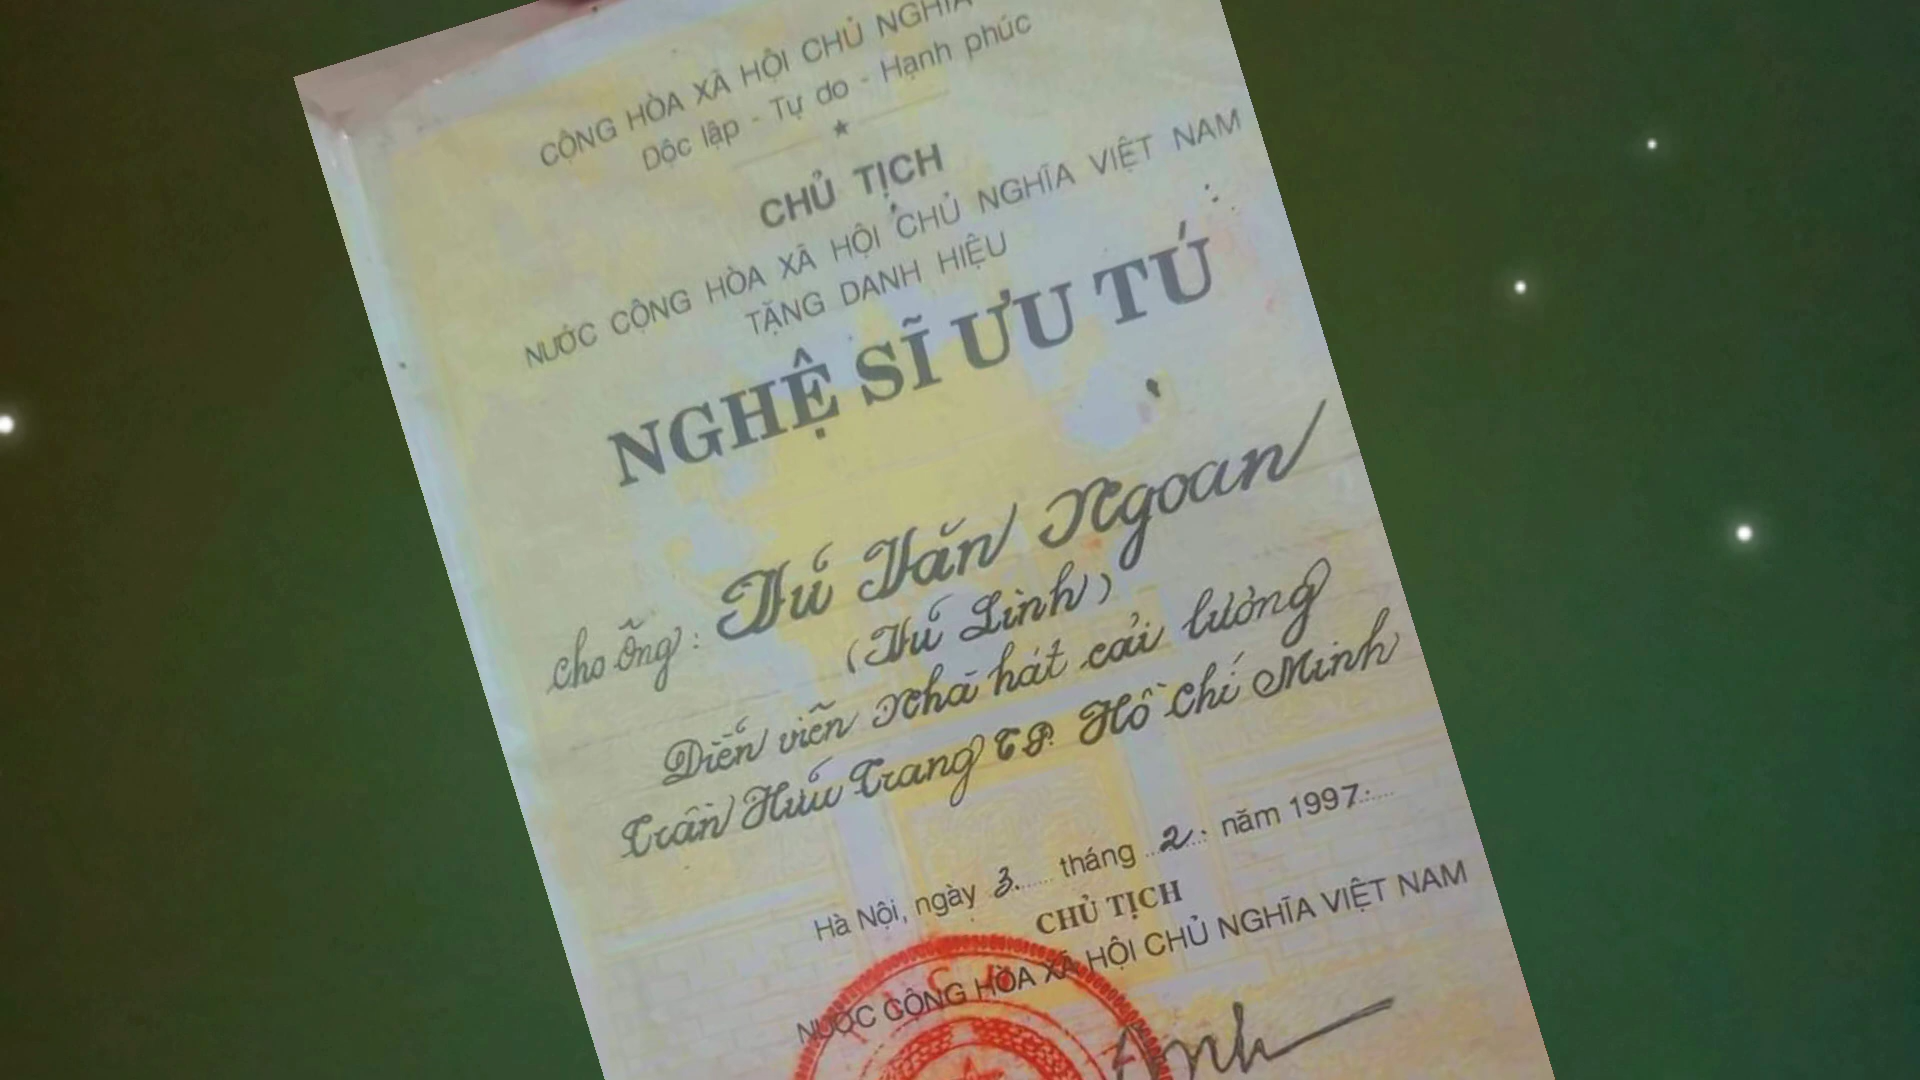 CỘNG HÒA XÃ HỘI CHỦ NGHĨA
Độc lập - Tự do - Hạnh phúc
CHỦ TỊCH
NƯỚC CỘNG HÒA XÃ HỘI CHỦ NGHĨA VIỆT NAM
TẶNG DANH HIỆU
NGHỆ SĨ ƯU TÚ
cho ông: Tú Văn Ngoan
(Tú Linh)
Diễn viên Nhà hát cải lương
Trần Hữu Trang TP. Hồ Chí Minh
Hà Nội, ngày 3 tháng 2 năm 1997
CHỦ TỊCH
NƯỚC CỘNG HÒA XÃ HỘI CHỦ NGHĨA VIỆT NAM